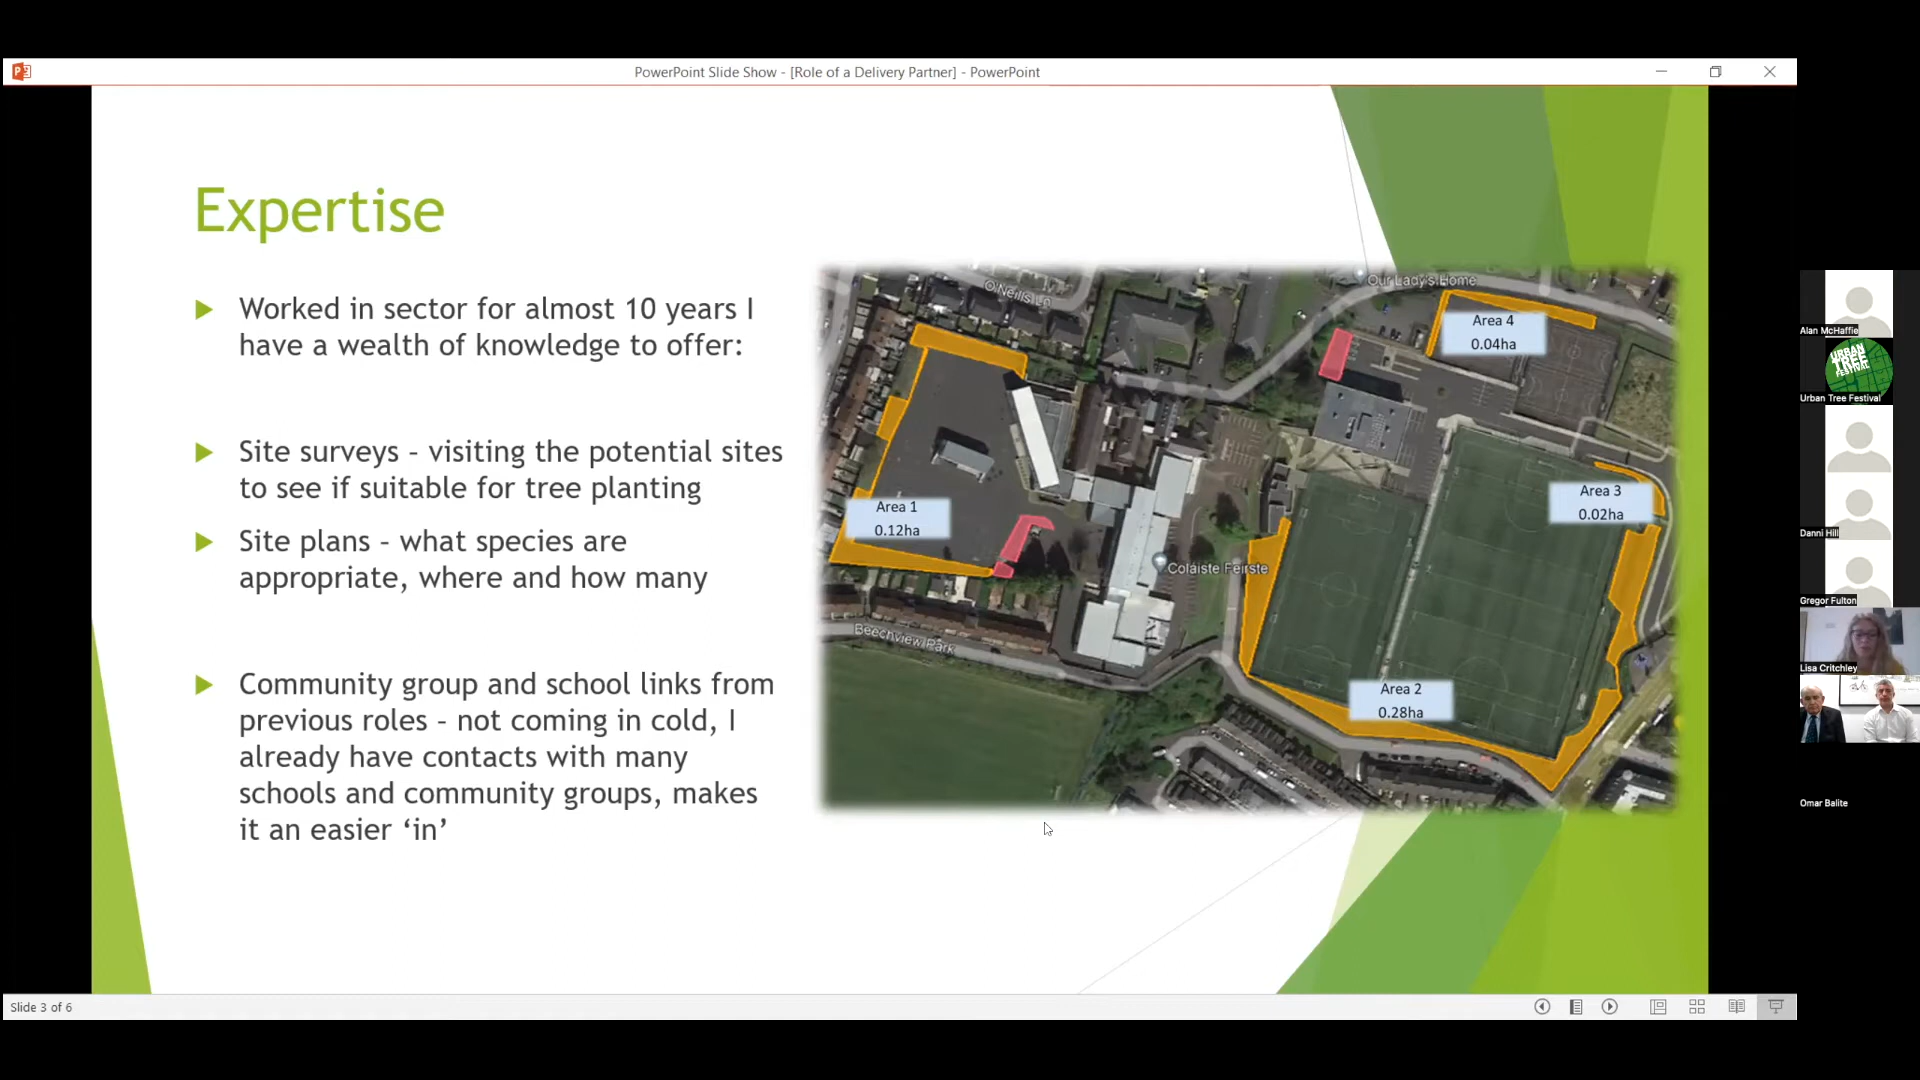 PowerPoint Slide Show - [Role of a Delivery Partner] - PowerPoint
Expertise
Worked in sector for almost 10 years I
have a wealth of knowledge to offer:
Site surveys – visiting the potential sites
to see if suitable for tree planting
Site plans – what species are
appropriate, where and how many
Community group and school links from
previous roles – not coming in cold, I
already have contacts with many
schools and community groups, makes
it an easier ‘in’
O'Neills Ln
Our Lady's Home
Area 4
0.04ha
Area 1
0.12ha
Area 3
0.02ha
Coláiste Feirste
Beechview Park
Area 2
0.28ha
Alan McHaffie
URBAN
TREE
FESTIVAL
Urban Tree Festival
Danni Hill
Gregor Fulton
Lisa Critchley
Omar Balite
Slide 3 of 6